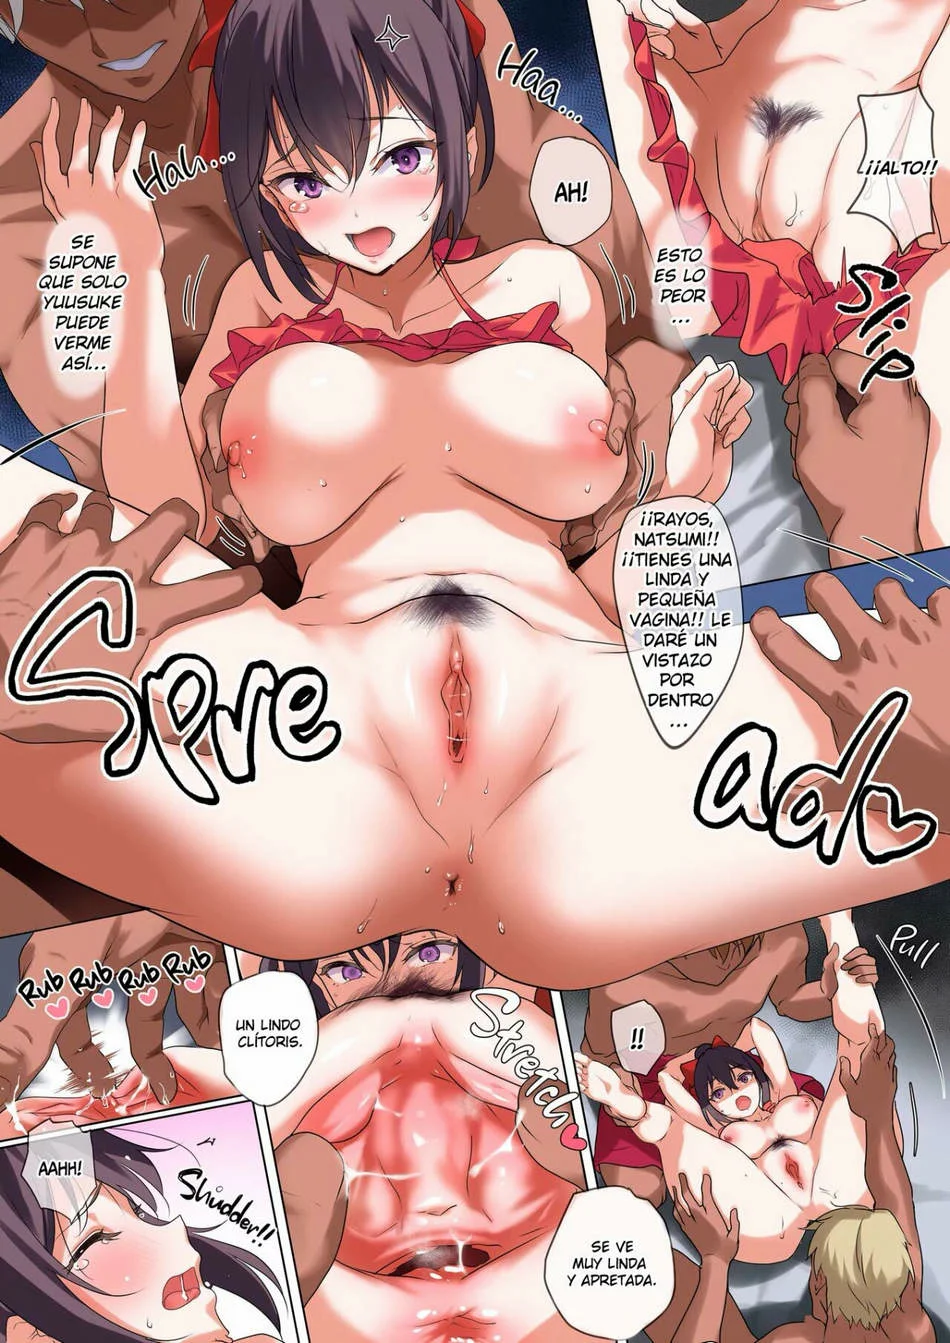 Haa...
Hah...
AH!
¡¡ALTO!!
SE
SUPONE
QUE SOLO
YUUSUKE
PUEDE
VERME
ASÍ...
ESTO
ES LO
PEOR
...
Slip
¡¡RAYOS,
NATSUMI!!
¡¡TIENES UNA
LINDA Y
PEQUEÑA
VAGINA!! LE
DARÉ UN
VISTAZO
POR
DENTRO
...
Spre
ad
Rub Rub Rub Rub
UN LINDO
CLÍTORIS.
Stretch
Pull
!!
AAHH!
Shudder!!
SE VE
MUY LINDA
Y APRETADA.